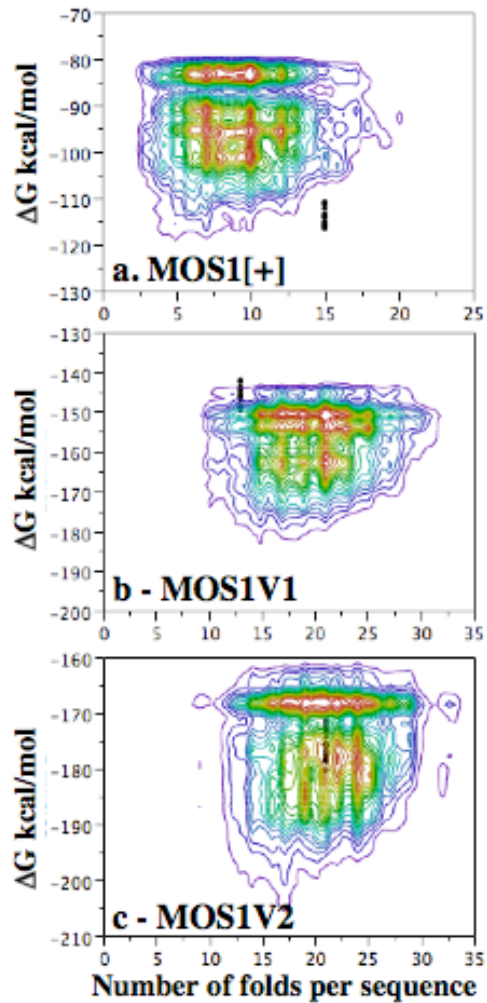 −70
−80
−90
−100
−110
−120
−130
ΔG kcal/mol
a. MOS1[+]
0 5 10 15 20 25
−130
−140
−150
−160
−170
−180
−190
−200
ΔG kcal/mol
b - MOS1V1
0 5 10 15 20 25 30 35
−160
−170
−180
−190
−200
−210
ΔG kcal/mol
c - MOS1V2
0 5 10 15 20 25 30 35
Number of folds per sequence